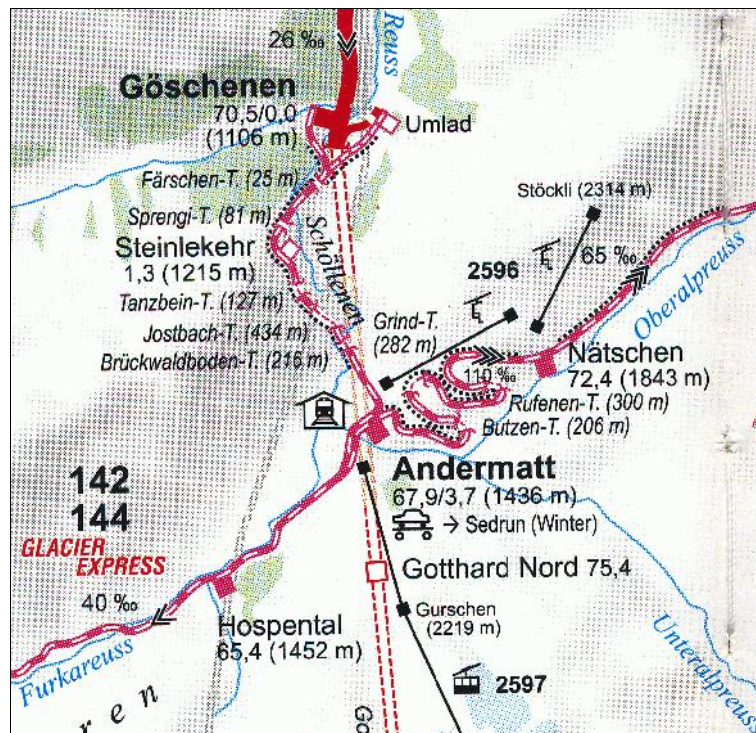 26 ‰
Reuss
Göschenen
70,5/0,0
(1106 m)
Umlad
Färschen-T. (25 m)
Stöckli (2314 m)
Sprengi-T. (81 m)
Schöllenen
Steinlekehr
1,3 (1215 m)
2596
65 ‰
Oberalpreuss
Tanzbein-T. (127 m)
Grind-T.
(282 m)
Jostbach-T. (434 m)
Brückwaldboden-T. (216 m)
Nätschen
72,4 (1843 m)
110 ‰
Rufenen-T. (300 m)
Bützen-T. (206 m)
Andermatt
67,9/3,7 (1436 m)
→ Sedrun (Winter)
142
144
GLACIER
EXPRESS
Gotthard Nord 75,4
40 ‰
Hospental
65,4 (1452 m)
Gurschen
(2219 m)
Furkareuss
Unteralpreuss
2597
ren
Go